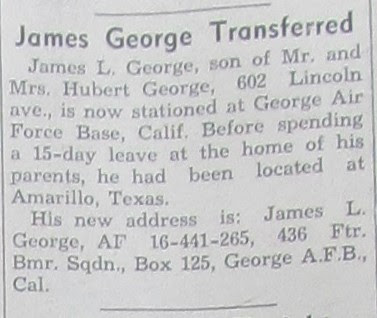 James George Transferred
James L. George, son of Mr. and
Mrs. Hubert George, 602 Lincoln
ave., is now stationed at George Air
Force Base, Calif. Before spending
a 15-day leave at the home of his
parents, he had been located at
Amarillo, Texas.
His new address is: James L.
George, AF 16-441-265, 436 Ftr.
Bmr. Sqdn., Box 125, George A.F.B.,
Cal.